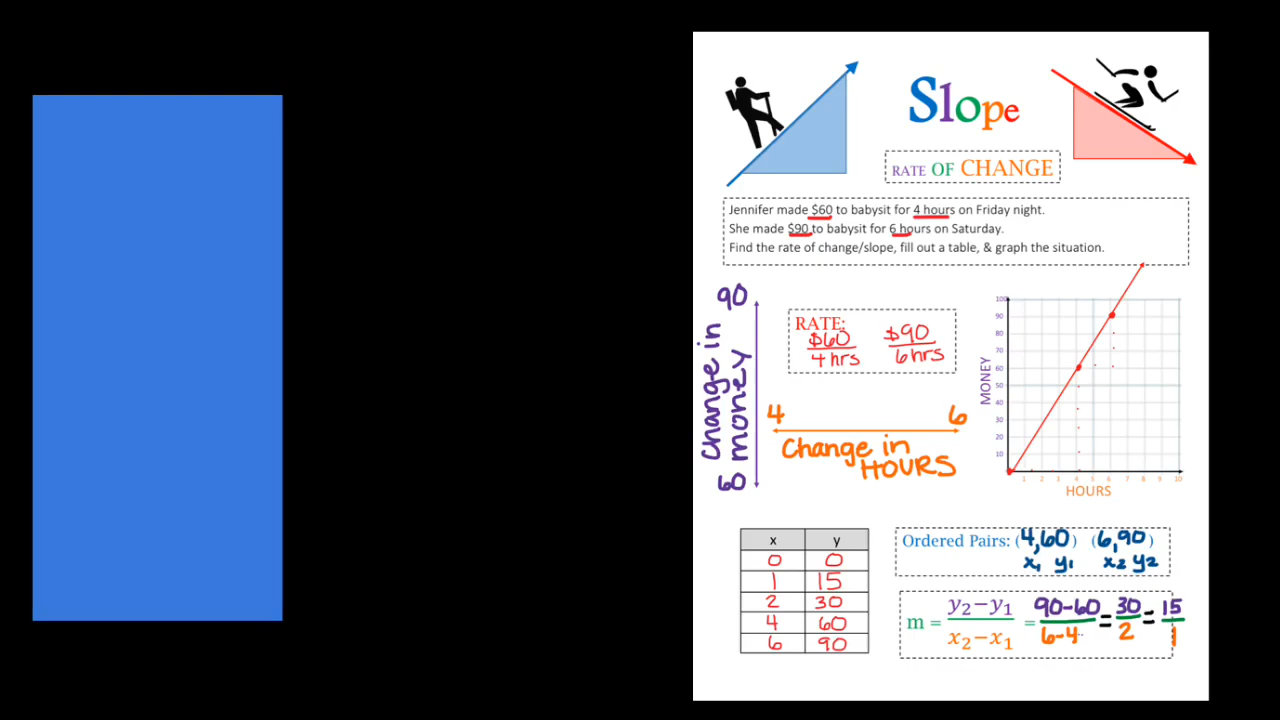 Slope
RATE OF CHANGE
Jennifer made $60 to babysit for 4 hours on Friday night.
She made $90 to babysit for 6 hours on Saturday.
Find the rate of change/slope, fill out a table, & graph the situation.
90
Change in
money
60
RATE:
$60 $90
4 hrs 6 hrs
4 6
Change in
HOURS
MONEY
100
90
80
70
60
50
40
30
20
10
1 2 3 4 5 6 7 8 9 10
HOURS
x y
0 0
1 15
2 30
4 60
6 90
Ordered Pairs: (4,60) (6,90)
x₁ y₁ x₂ y₂
m = y₂−y₁ / x₂−x₁ = 90-60 / 6-4 = 30 / 2 = 15 / 1